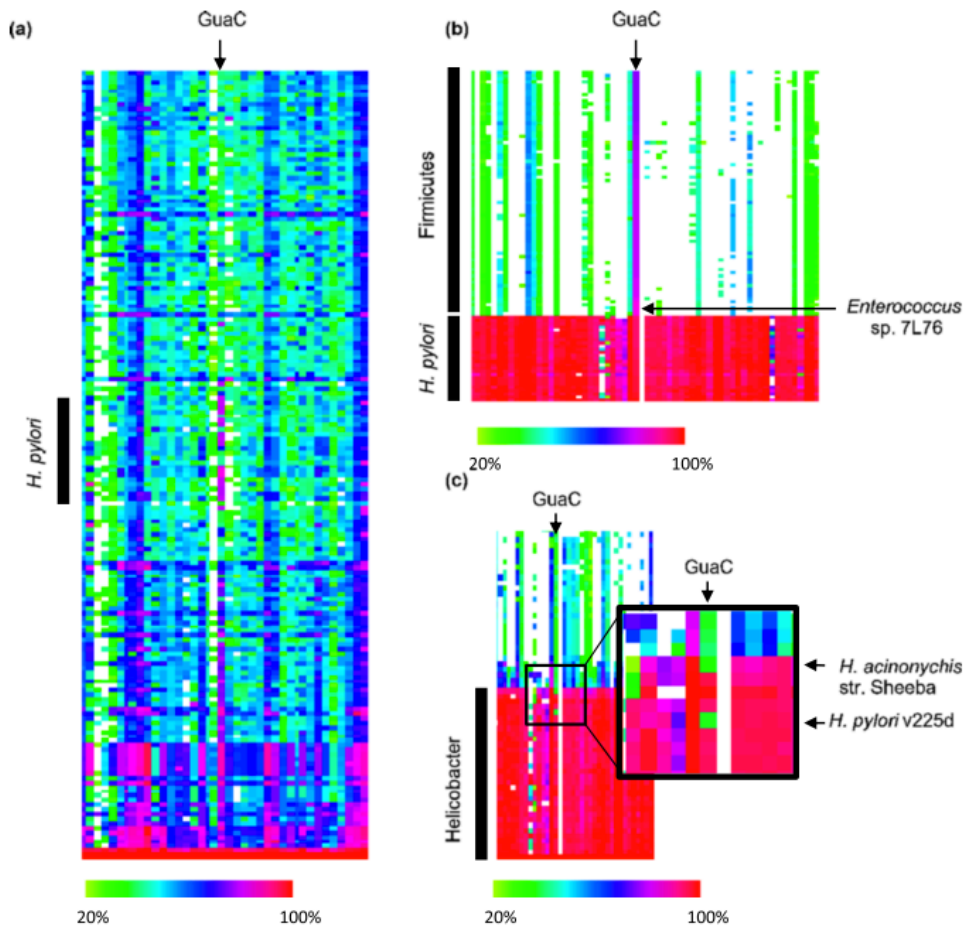 (a)
GuaC
H. pylori
20%
100%
(b)
GuaC
Firmicutes
H. pylori
Enterococcus
sp. 7L76
20%
100%
(c)
GuaC
GuaC
Helicobacter
H. acinonychis
str. Sheeba
H. pylori v225d
20%
100%